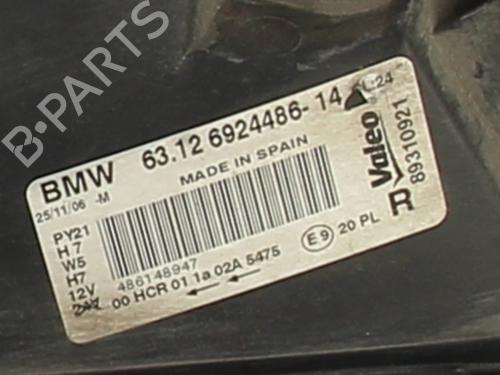 B-PARTS
BMW 63.12 6924486-14
L:24
25/11/06 -M
MADE IN SPAIN
Valeo
89310921
R
PY21
H7
W5
H7
12V
486148947
00 HCR 01 1a 02A 5475
E9 20 PL